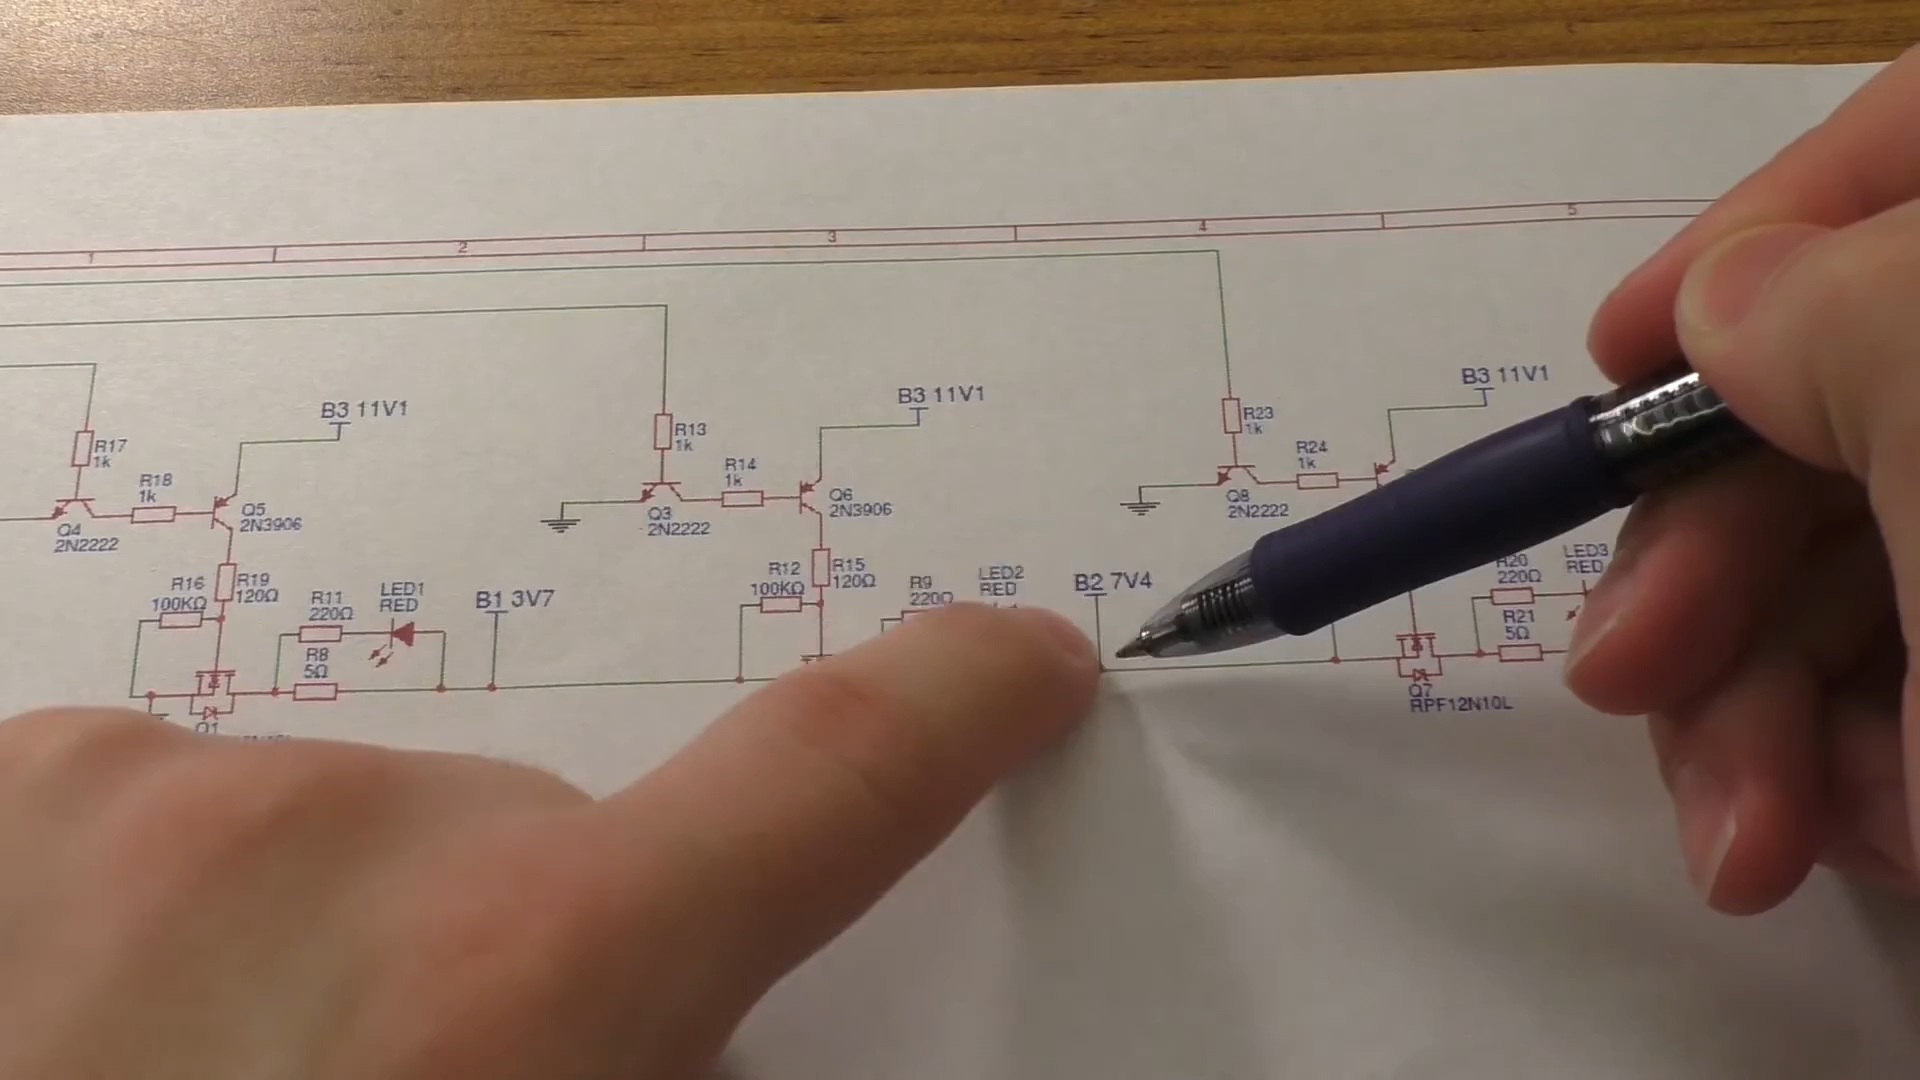 1
2
3
4
5
B3 11V1
R17
1k
R18
1k
Q5
2N3906
Q4
2N2222
R16
100KΩ
R19
120Ω
R11
220Ω
LED1
RED
R8
5Ω
B1 3V7
Q1
R13
1k
R14
1k
B3 11V1
Q6
2N3906
Q3
2N2222
R12
100KΩ
R15
120Ω
R9
220Ω
LED2
RED
B2 7V4
R23
1k
R24
1k
B3 11V1
Q8
2N2222
R20
220Ω
LED3
RED
R21
5Ω
Q7
RPF12N10L